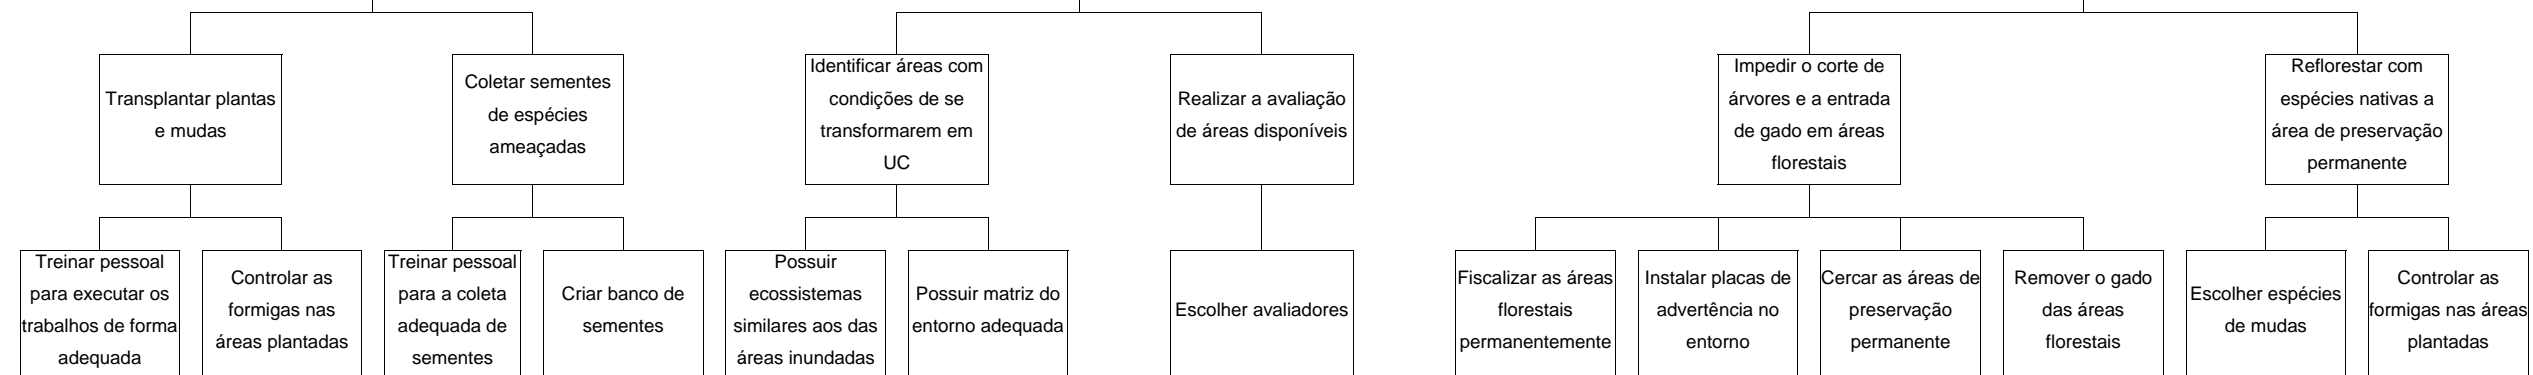 Transplantar plantas
e mudas
Coletar sementes
de espécies
ameaçadas
Identificar áreas com
condições de se
transformarem em
UC
Realizar a avaliação
de áreas disponíveis
Impedir o corte de
árvores e a entrada
de gado em áreas
florestais
Reflorestar com
espécies nativas a
área de preservação
permanente
Treinar pessoal
para executar os
trabalhos de forma
adequada
Controlar as
formigas nas
áreas plantadas
Treinar pessoal
para a coleta
adequada de
sementes
Criar banco de
sementes
Possuir
ecossistemas
similares aos das
áreas inundadas
Possuir matriz do
entorno adequada
Escolher avaliadores
Fiscalizar as áreas
florestais
permanentemente
Instalar placas de
advertência no
entorno
Cercar as áreas de
preservação
permanente
Remover o gado
das áreas
florestais
Escolher espécies
de mudas
Controlar as
formigas nas áreas
plantadas